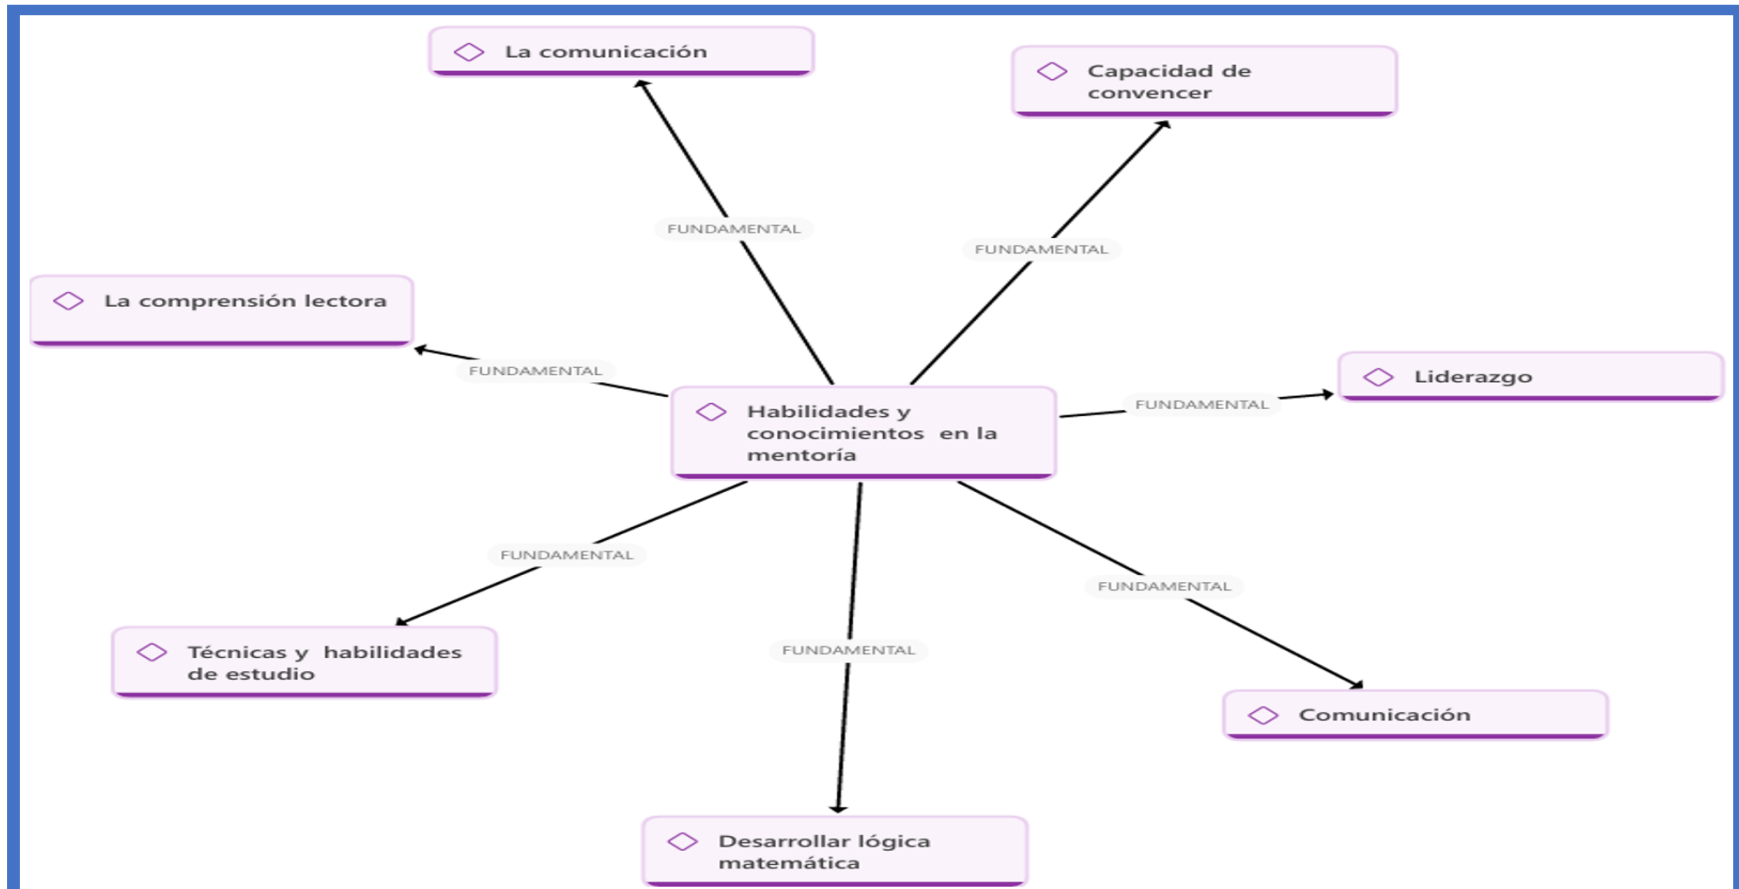 La comunicación
Capacidad de
convencer
FUNDAMENTAL
FUNDAMENTAL
La comprensión lectora
FUNDAMENTAL
Liderazgo
FUNDAMENTAL
Habilidades y
conocimientos  en la
mentoría
FUNDAMENTAL
FUNDAMENTAL
Técnicas y  habilidades
de estudio
FUNDAMENTAL
Comunicación
Desarrollar lógica
matemática